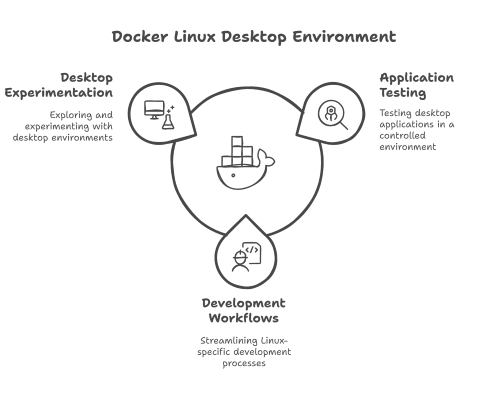 Docker Linux Desktop Environment
Desktop
Experimentation
Exploring and
experimenting with
desktop environments
Application
Testing
Testing desktop
applications in a
controlled
environment
</>
Development
Workflows
Streamlining Linux-
specific development
processes